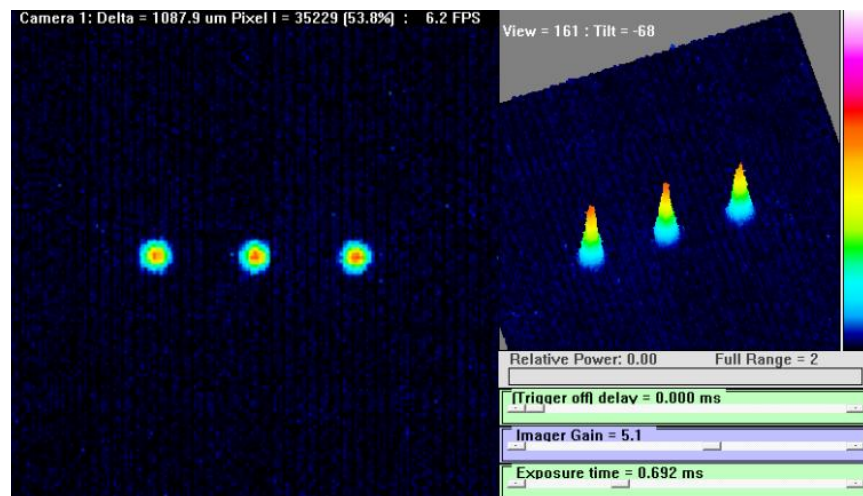 Camera 1: Delta = 1087.9 um Pixel I = 35229 (53.8%) : 6.2 FPS
View = 161 : Tilt = -68
Relative Power: 0.00 Full Range = 2
(Trigger off) delay = 0.000 ms
Imager Gain = 5.1
Exposure time = 0.692 ms